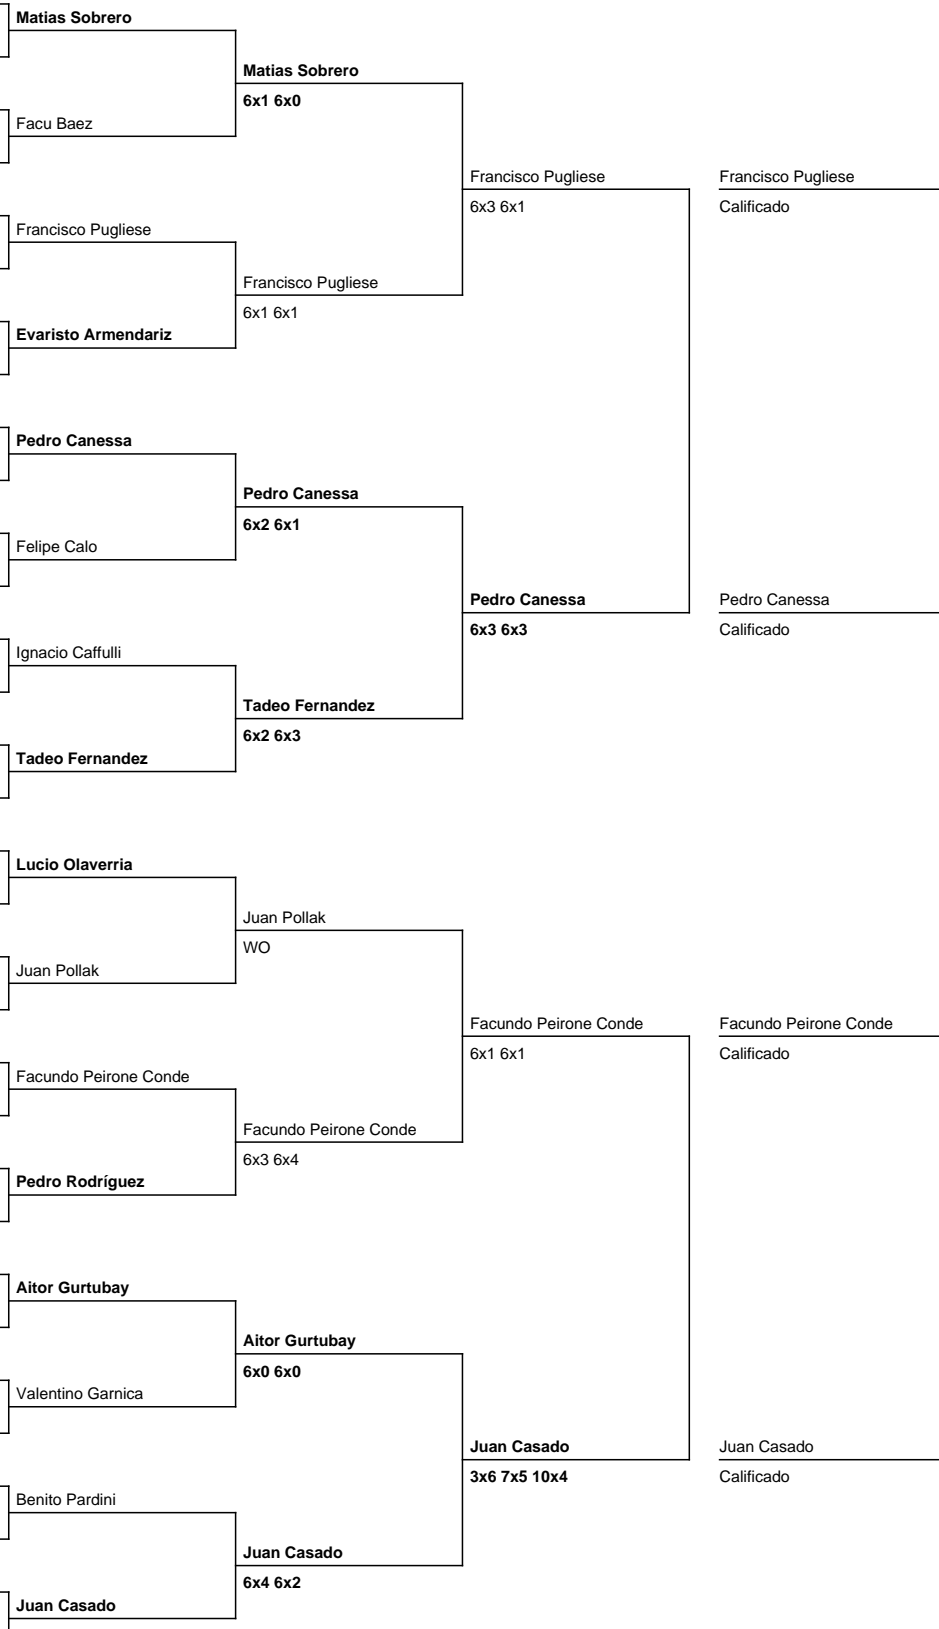 Matias Sobrero
Matias Sobrero
6x1 6x0
Facu Baez
Francisco Pugliese
6x3 6x1
Francisco Pugliese
Calificado
Francisco Pugliese
Francisco Pugliese
6x1 6x1
Evaristo Armendariz
Pedro Canessa
Pedro Canessa
6x2 6x1
Felipe Calo
Pedro Canessa
6x3 6x3
Pedro Canessa
Calificado
Ignacio Caffulli
Tadeo Fernandez
6x2 6x3
Tadeo Fernandez
Lucio Olaverria
Juan Pollak
WO
Juan Pollak
Facundo Peirone Conde
6x1 6x1
Facundo Peirone Conde
Calificado
Facundo Peirone Conde
Facundo Peirone Conde
6x3 6x4
Pedro Rodríguez
Aitor Gurtubay
Aitor Gurtubay
6x0 6x0
Valentino Garnica
Juan Casado
3x6 7x5 10x4
Juan Casado
Calificado
Benito Pardini
Juan Casado
6x4 6x2
Juan Casado